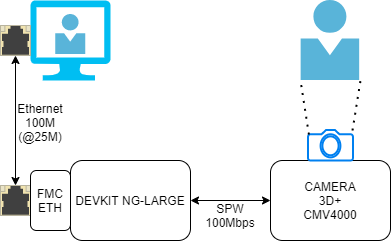 Ethernet
100M
(@25M)
FMC
ETH
DEVKIT NG-LARGE
SPW
100Mbps
CAMERA
3D+
CMV4000